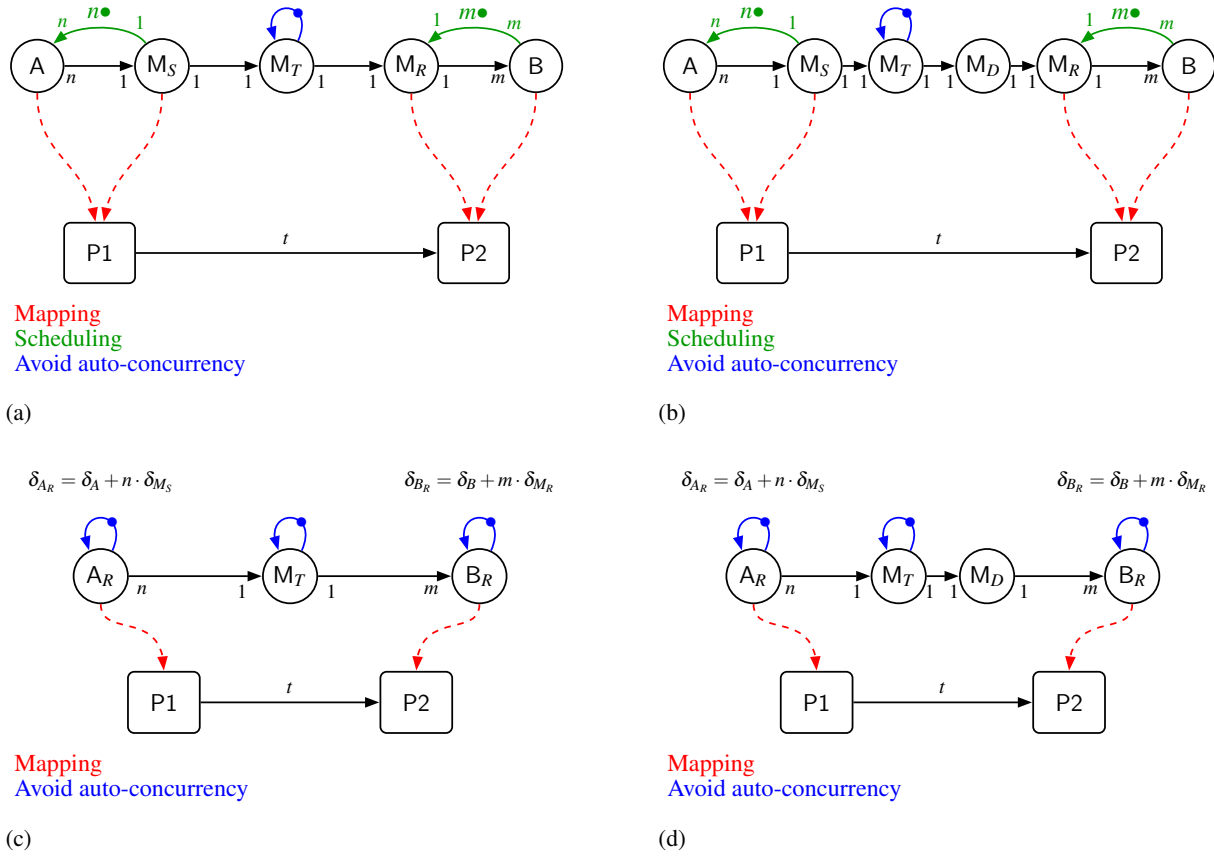 n n● 1 1 m● m
A M_S M_T M_R B
n 1 1 1 1 1 1 m
t
P1 P2
Mapping
Scheduling
Avoid auto-concurrency
(a)
n n● 1 1 m● m
A M_S M_T M_D M_R B
n 1 1 1 1 1 1 1 1 m
t
P1 P2
Mapping
Scheduling
Avoid auto-concurrency
(b)
δ_{A_R} = δ_A + n · δ_{M_S} δ_{B_R} = δ_B + m · δ_{M_R}
A_R M_T B_R
n 1 1 m
t
P1 P2
Mapping
Avoid auto-concurrency
(c)
δ_{A_R} = δ_A + n · δ_{M_S} δ_{B_R} = δ_B + m · δ_{M_R}
A_R M_T M_D B_R
n 1 1 1 1 m
t
P1 P2
Mapping
Avoid auto-concurrency
(d)